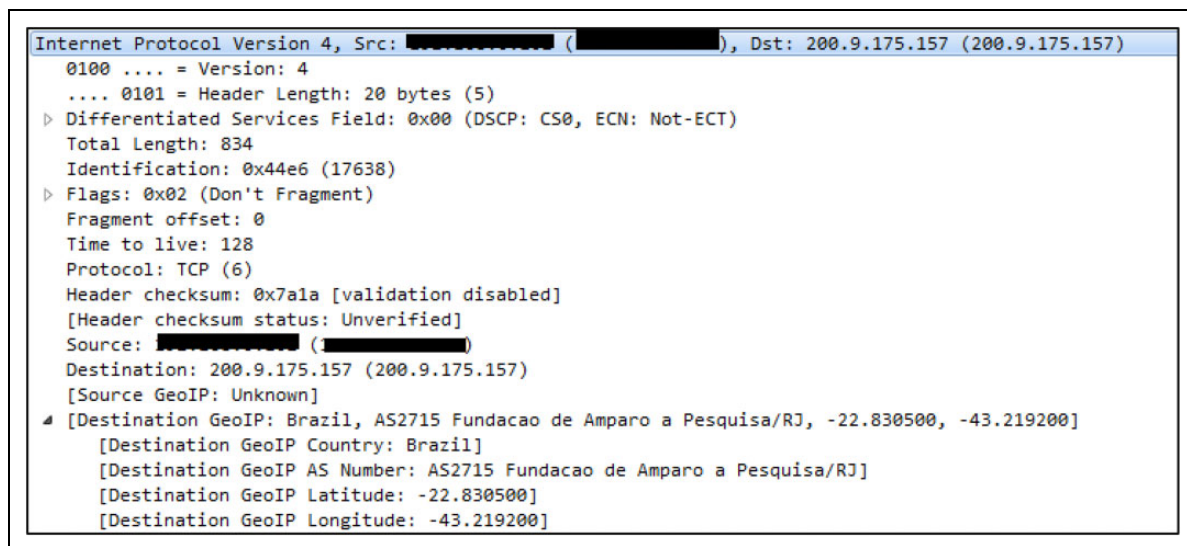 Internet Protocol Version 4, Src: ( ), Dst: 200.9.175.157 (200.9.175.157)
0100 .... = Version: 4
.... 0101 = Header Length: 20 bytes (5)
Differentiated Services Field: 0x00 (DSCP: CS0, ECN: Not-ECT)
Total Length: 834
Identification: 0x44e6 (17638)
Flags: 0x02 (Don't Fragment)
Fragment offset: 0
Time to live: 128
Protocol: TCP (6)
Header checksum: 0x7a1a [validation disabled]
[Header checksum status: Unverified]
Source: ( )
Destination: 200.9.175.157 (200.9.175.157)
[Source GeoIP: Unknown]
[Destination GeoIP: Brazil, AS2715 Fundacao de Amparo a Pesquisa/RJ, -22.830500, -43.219200]
[Destination GeoIP Country: Brazil]
[Destination GeoIP AS Number: AS2715 Fundacao de Amparo a Pesquisa/RJ]
[Destination GeoIP Latitude: -22.830500]
[Destination GeoIP Longitude: -43.219200]